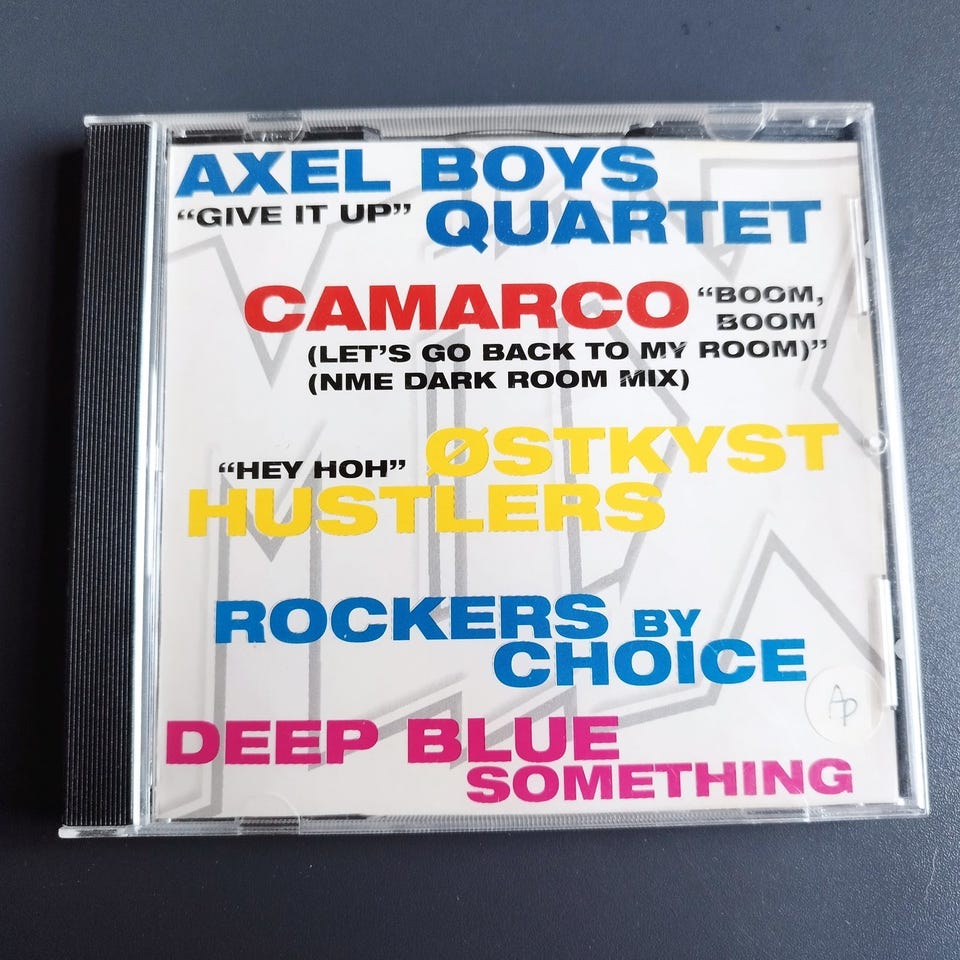 AXEL BOYS
“GIVE IT UP” QUARTET
CAMARCO “BOOM,
BOOM
(LET’S GO BACK TO MY ROOM)”
(NME DARK ROOM MIX)
“HEY HOH” ØSTKYST
HUSTLERS
ROCKERS BY
CHOICE
AP
DEEP BLUE
SOMETHING
MIX